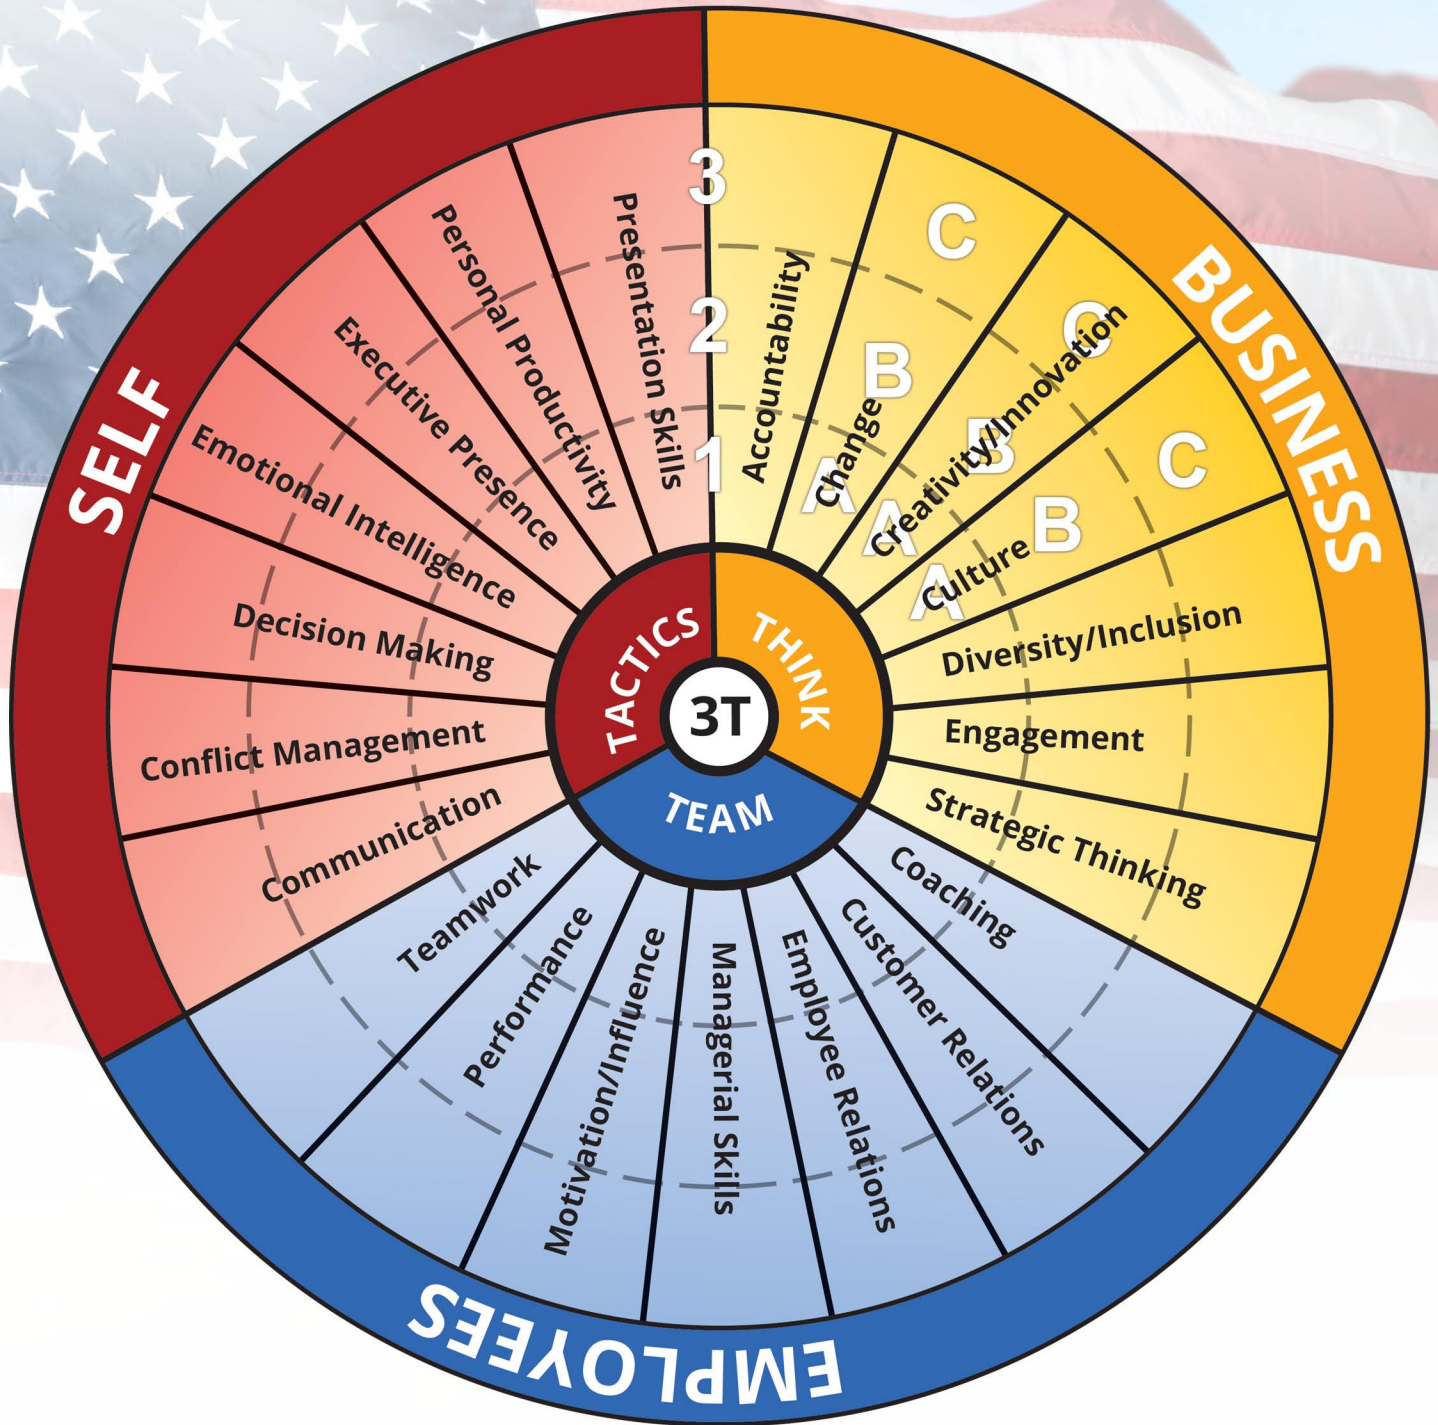 SELF
BUSINESS
EMPLOYEES
TACTICS
THINK
TEAM
3T
3
2
1
Accountability
Change
Creativity/Innovation
Culture
Diversity/Inclusion
Engagement
Strategic Thinking
Coaching
Customer Relations
Employee Relations
Managerial Skills
Motivation/Influence
Performance
Teamwork
Communication
Conflict Management
Decision Making
Emotional Intelligence
Executive Presence
Personal Productivity
Presentation Skills
C
B
A
C
B
A
C
B
A